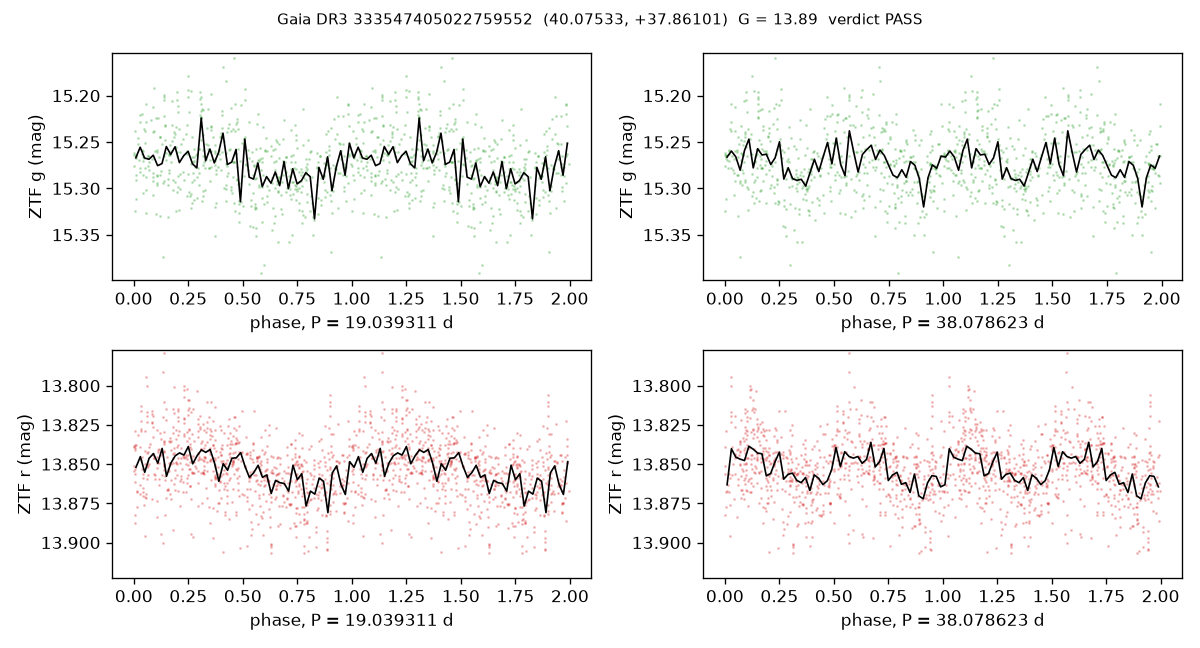 Gaia DR3 333547405022759552 (40.07533, +37.86101) G = 13.89 verdict PASS
ZTF g (mag)
15.20
15.25
15.30
15.35
0.00 0.25 0.50 0.75 1.00 1.25 1.50 1.75 2.00
phase, P = 19.039311 d
ZTF g (mag)
15.20
15.25
15.30
15.35
0.00 0.25 0.50 0.75 1.00 1.25 1.50 1.75 2.00
phase, P = 38.078623 d
ZTF r (mag)
13.800
13.825
13.850
13.875
13.900
0.00 0.25 0.50 0.75 1.00 1.25 1.50 1.75 2.00
phase, P = 19.039311 d
ZTF r (mag)
13.800
13.825
13.850
13.875
13.900
0.00 0.25 0.50 0.75 1.00 1.25 1.50 1.75 2.00
phase, P = 38.078623 d